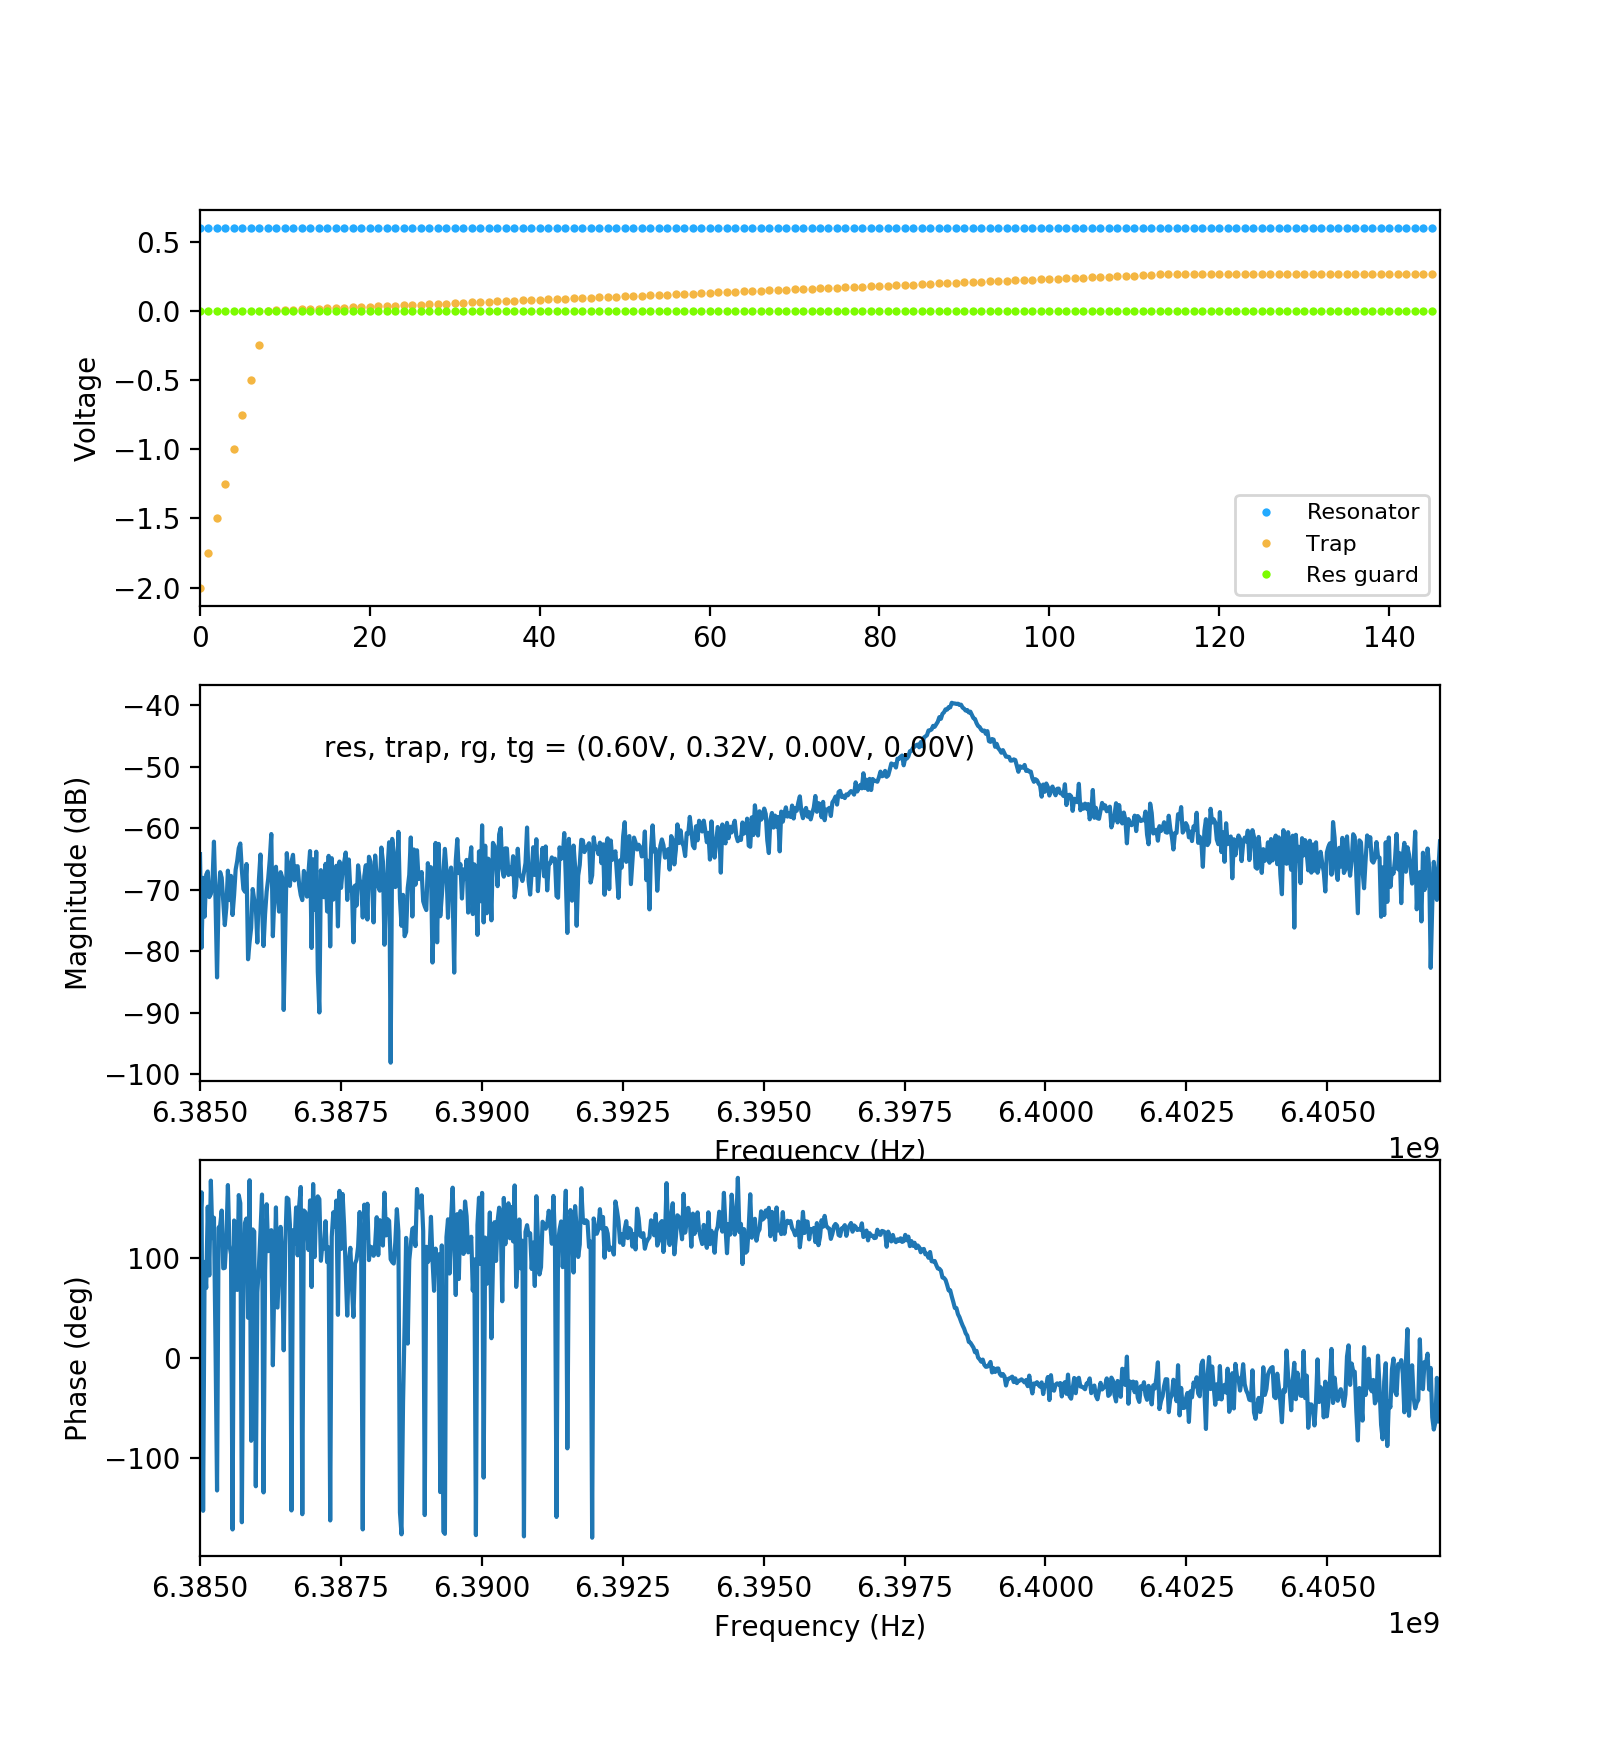 0.5
0.0
−0.5
−1.0
−1.5
−2.0
Voltage
Resonator
Trap
Res guard
0 20 40 60 80 100 120 140
−40
−50
−60
−70
−80
−90
−100
Magnitude (dB)
res, trap, rg, tg = (0.60V, 0.32V, 0.00V, 0.00V)
6.3850 6.3875 6.3900 6.3925 6.3950 6.3975 6.4000 6.4025 6.4050
Frequency (Hz)
1e9
100
0
−100
Phase (deg)
6.3850 6.3875 6.3900 6.3925 6.3950 6.3975 6.4000 6.4025 6.4050
Frequency (Hz)
1e9